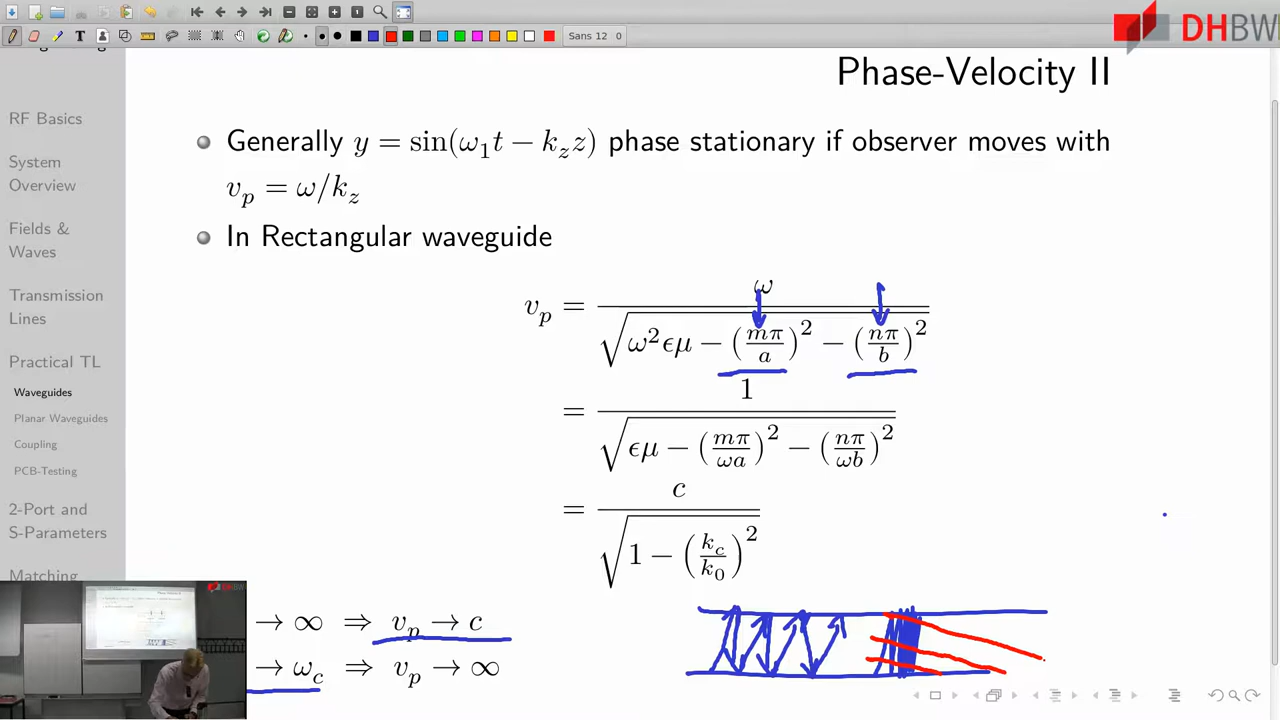 Sans 12 0
DHBW
Phase-Velocity II
RF Basics
System
Overview
Fields &
Waves
Transmission
Lines
Practical TL
Waveguides
Planar Waveguides
Coupling
PCB-Testing
2-Port and
S-Parameters
Matching
Generally y = sin(ω₁t − k_z z) phase stationary if observer moves with
v_p = ω/k_z
In Rectangular waveguide
v_p = ω / √(ω²ϵμ − (mπ/a)² − (nπ/b)²)
= 1 / √(ϵμ − (mπ/ωa)² − (nπ/ωb)²)
= c / √(1 − (k_c/k_0)²)
→ ∞ ⇒ v_p → c
→ ω_c ⇒ v_p → ∞